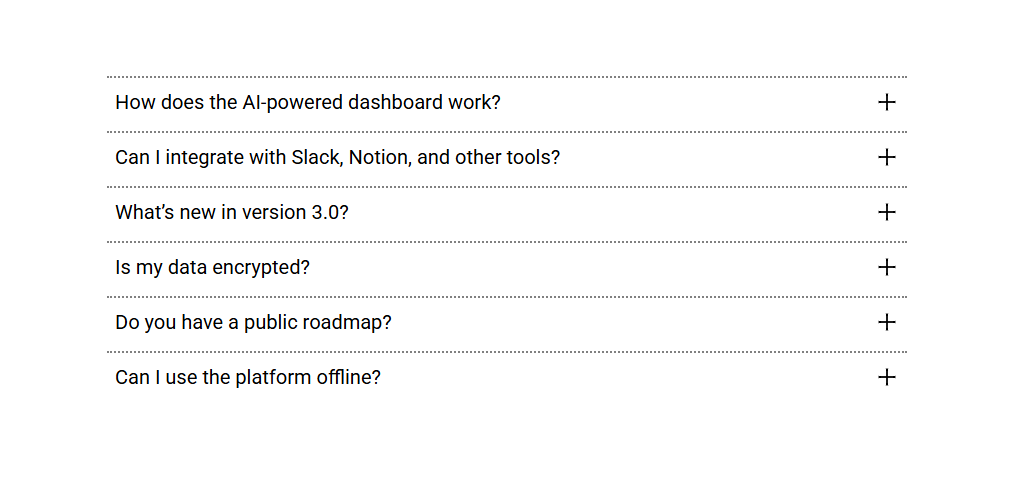 How does the AI-powered dashboard work?
Can I integrate with Slack, Notion, and other tools?
What’s new in version 3.0?
Is my data encrypted?
Do you have a public roadmap?
Can I use the platform offline?